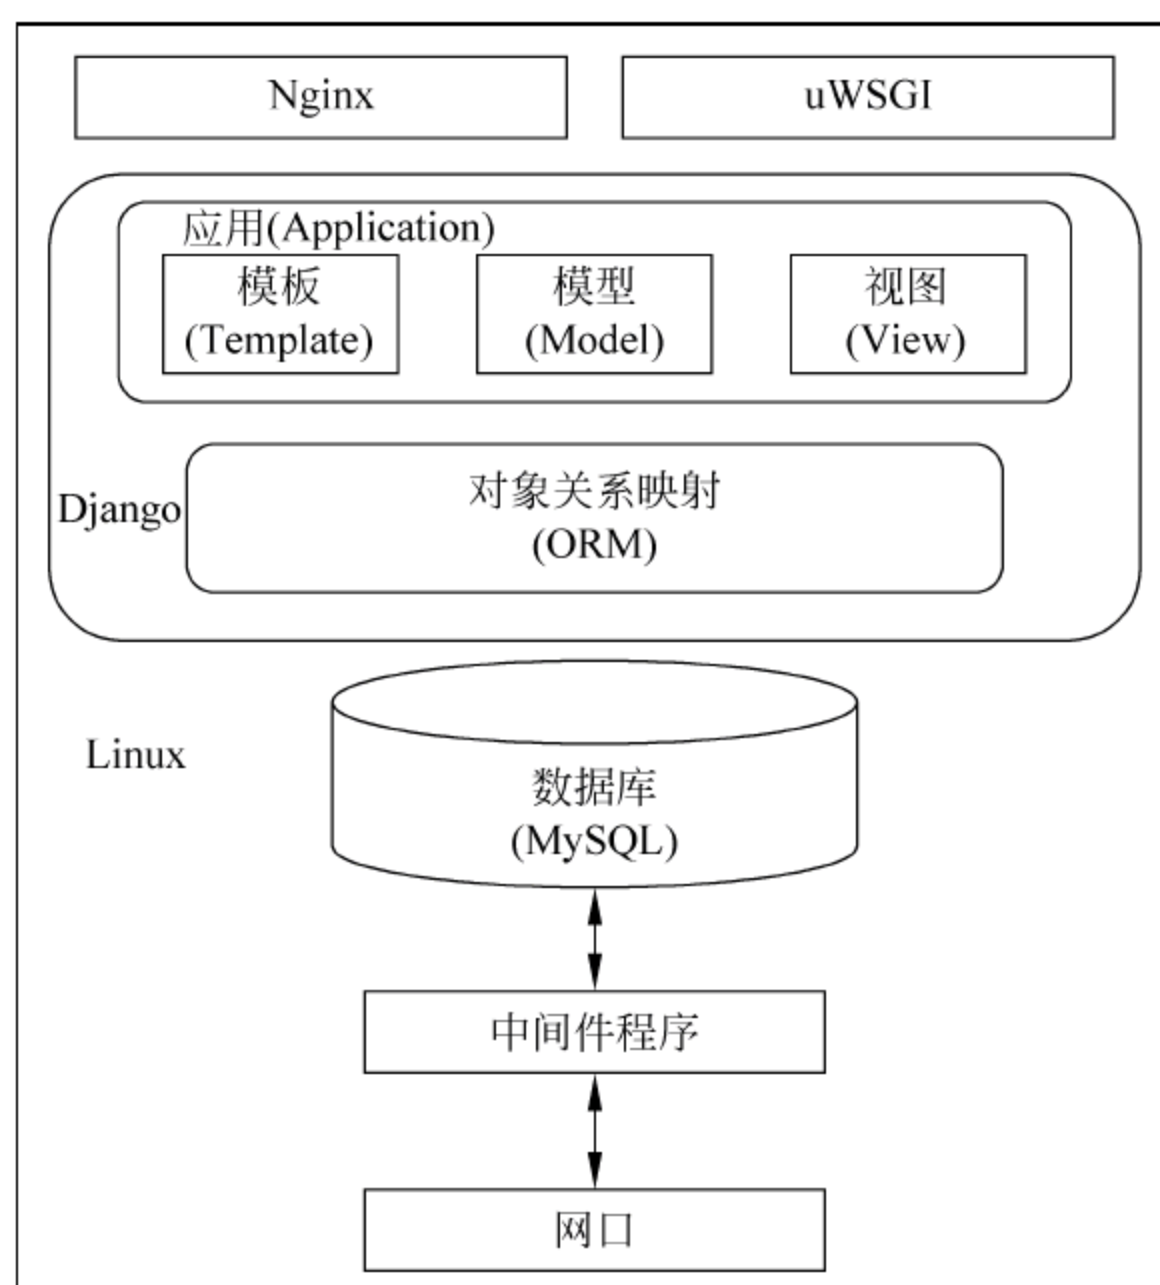 Nginx
uWSGI
应用(Application)
模板
(Template)
模型
(Model)
视图
(View)
Django
对象关系映射
(ORM)
Linux
数据库
(MySQL)
中间件程序
网口